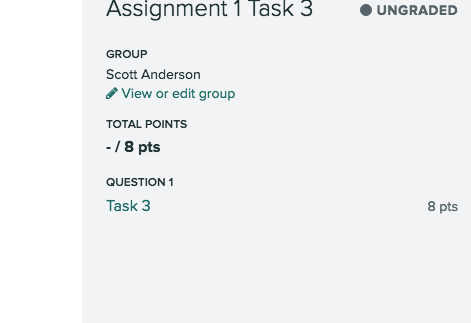 Assignment 1 Task 3
UNGRADED
GROUP
Scott Anderson
View or edit group
TOTAL POINTS
- / 8 pts
QUESTION 1
Task 3
8 pts